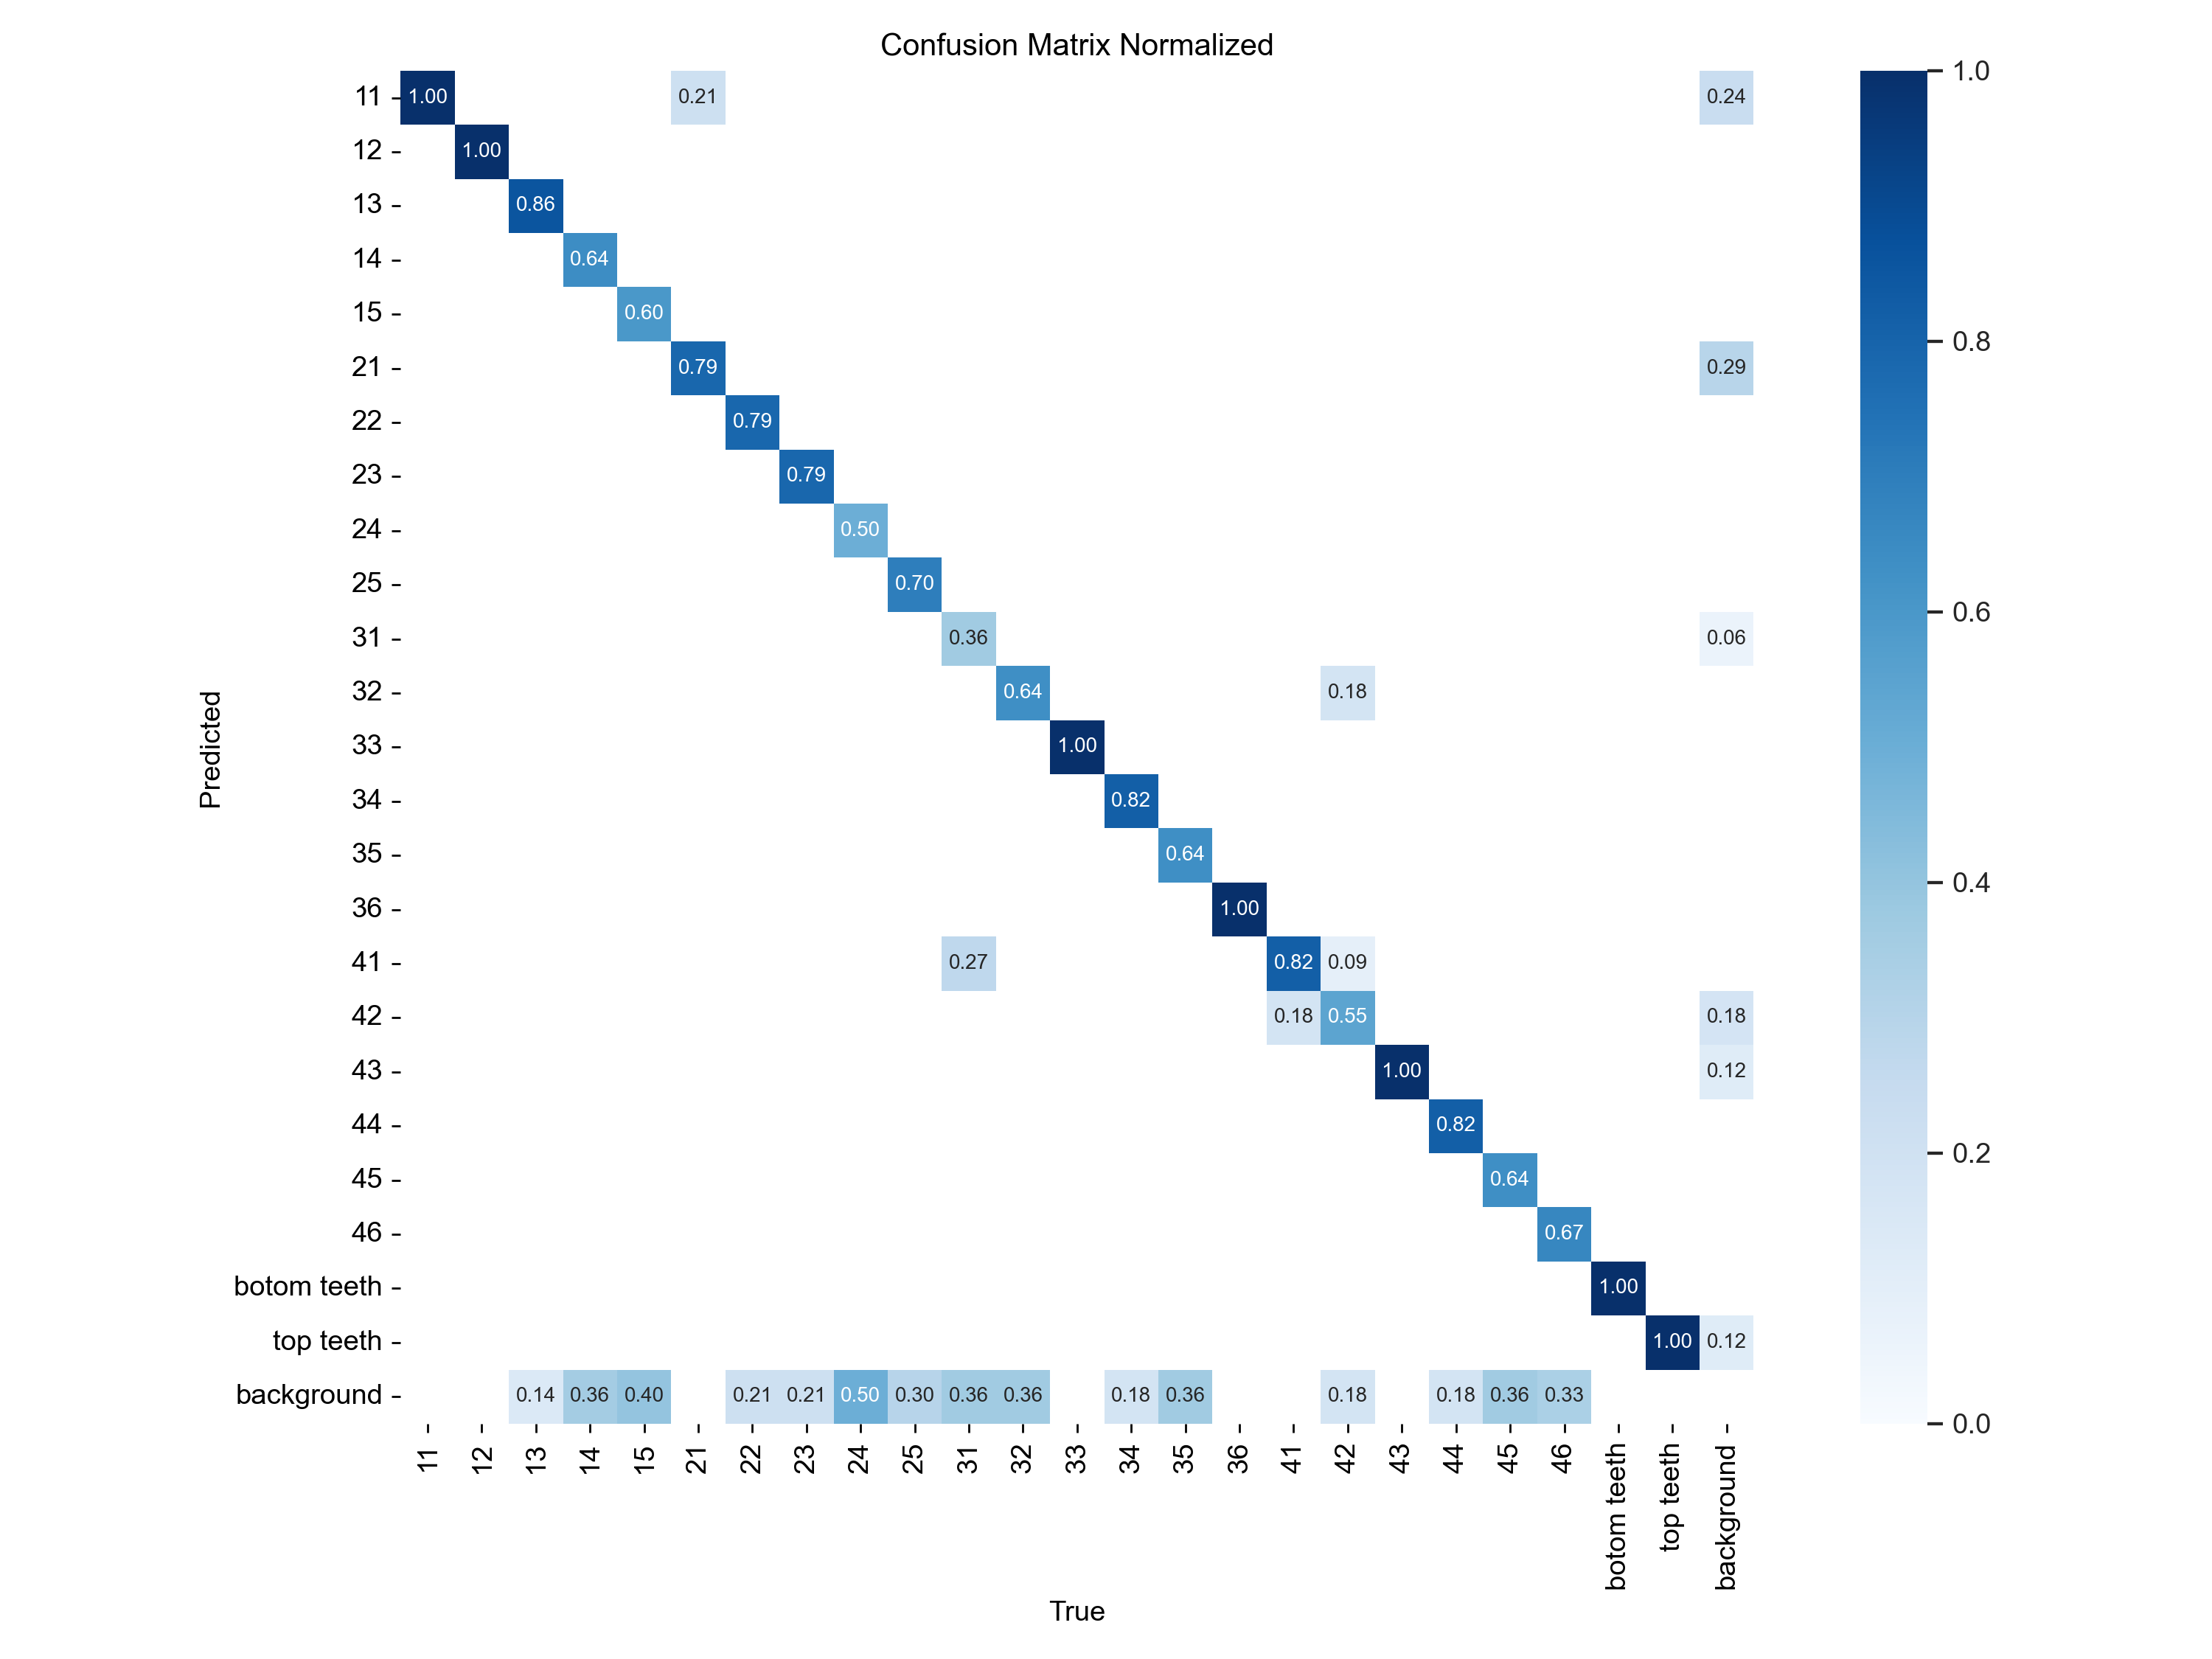 Confusion Matrix Normalized
11 1.00 0.21 0.24
12 1.00
13 0.86
14 0.64
15 0.60
21 0.79 0.29
22 0.79
23 0.79
24 0.50
25 0.70
31 0.36 0.06
32 0.64 0.18
33 1.00
34 0.82
35 0.64
36 1.00
41 0.27 0.82 0.09
42 0.18 0.55 0.18
43 1.00 0.12
44 0.82
45 0.64
46 0.67
botom teeth 1.00
top teeth 1.00 0.12
background 0.14 0.36 0.40 0.21 0.21 0.50 0.30 0.36 0.36 0.18 0.36 0.18 0.18 0.36 0.33
Predicted
11 12 13 14 15 21 22 23 24 25 31 32 33 34 35 36 41 42 43 44 45 46 botom teeth top teeth background
True
1.0
0.8
0.6
0.4
0.2
0.0